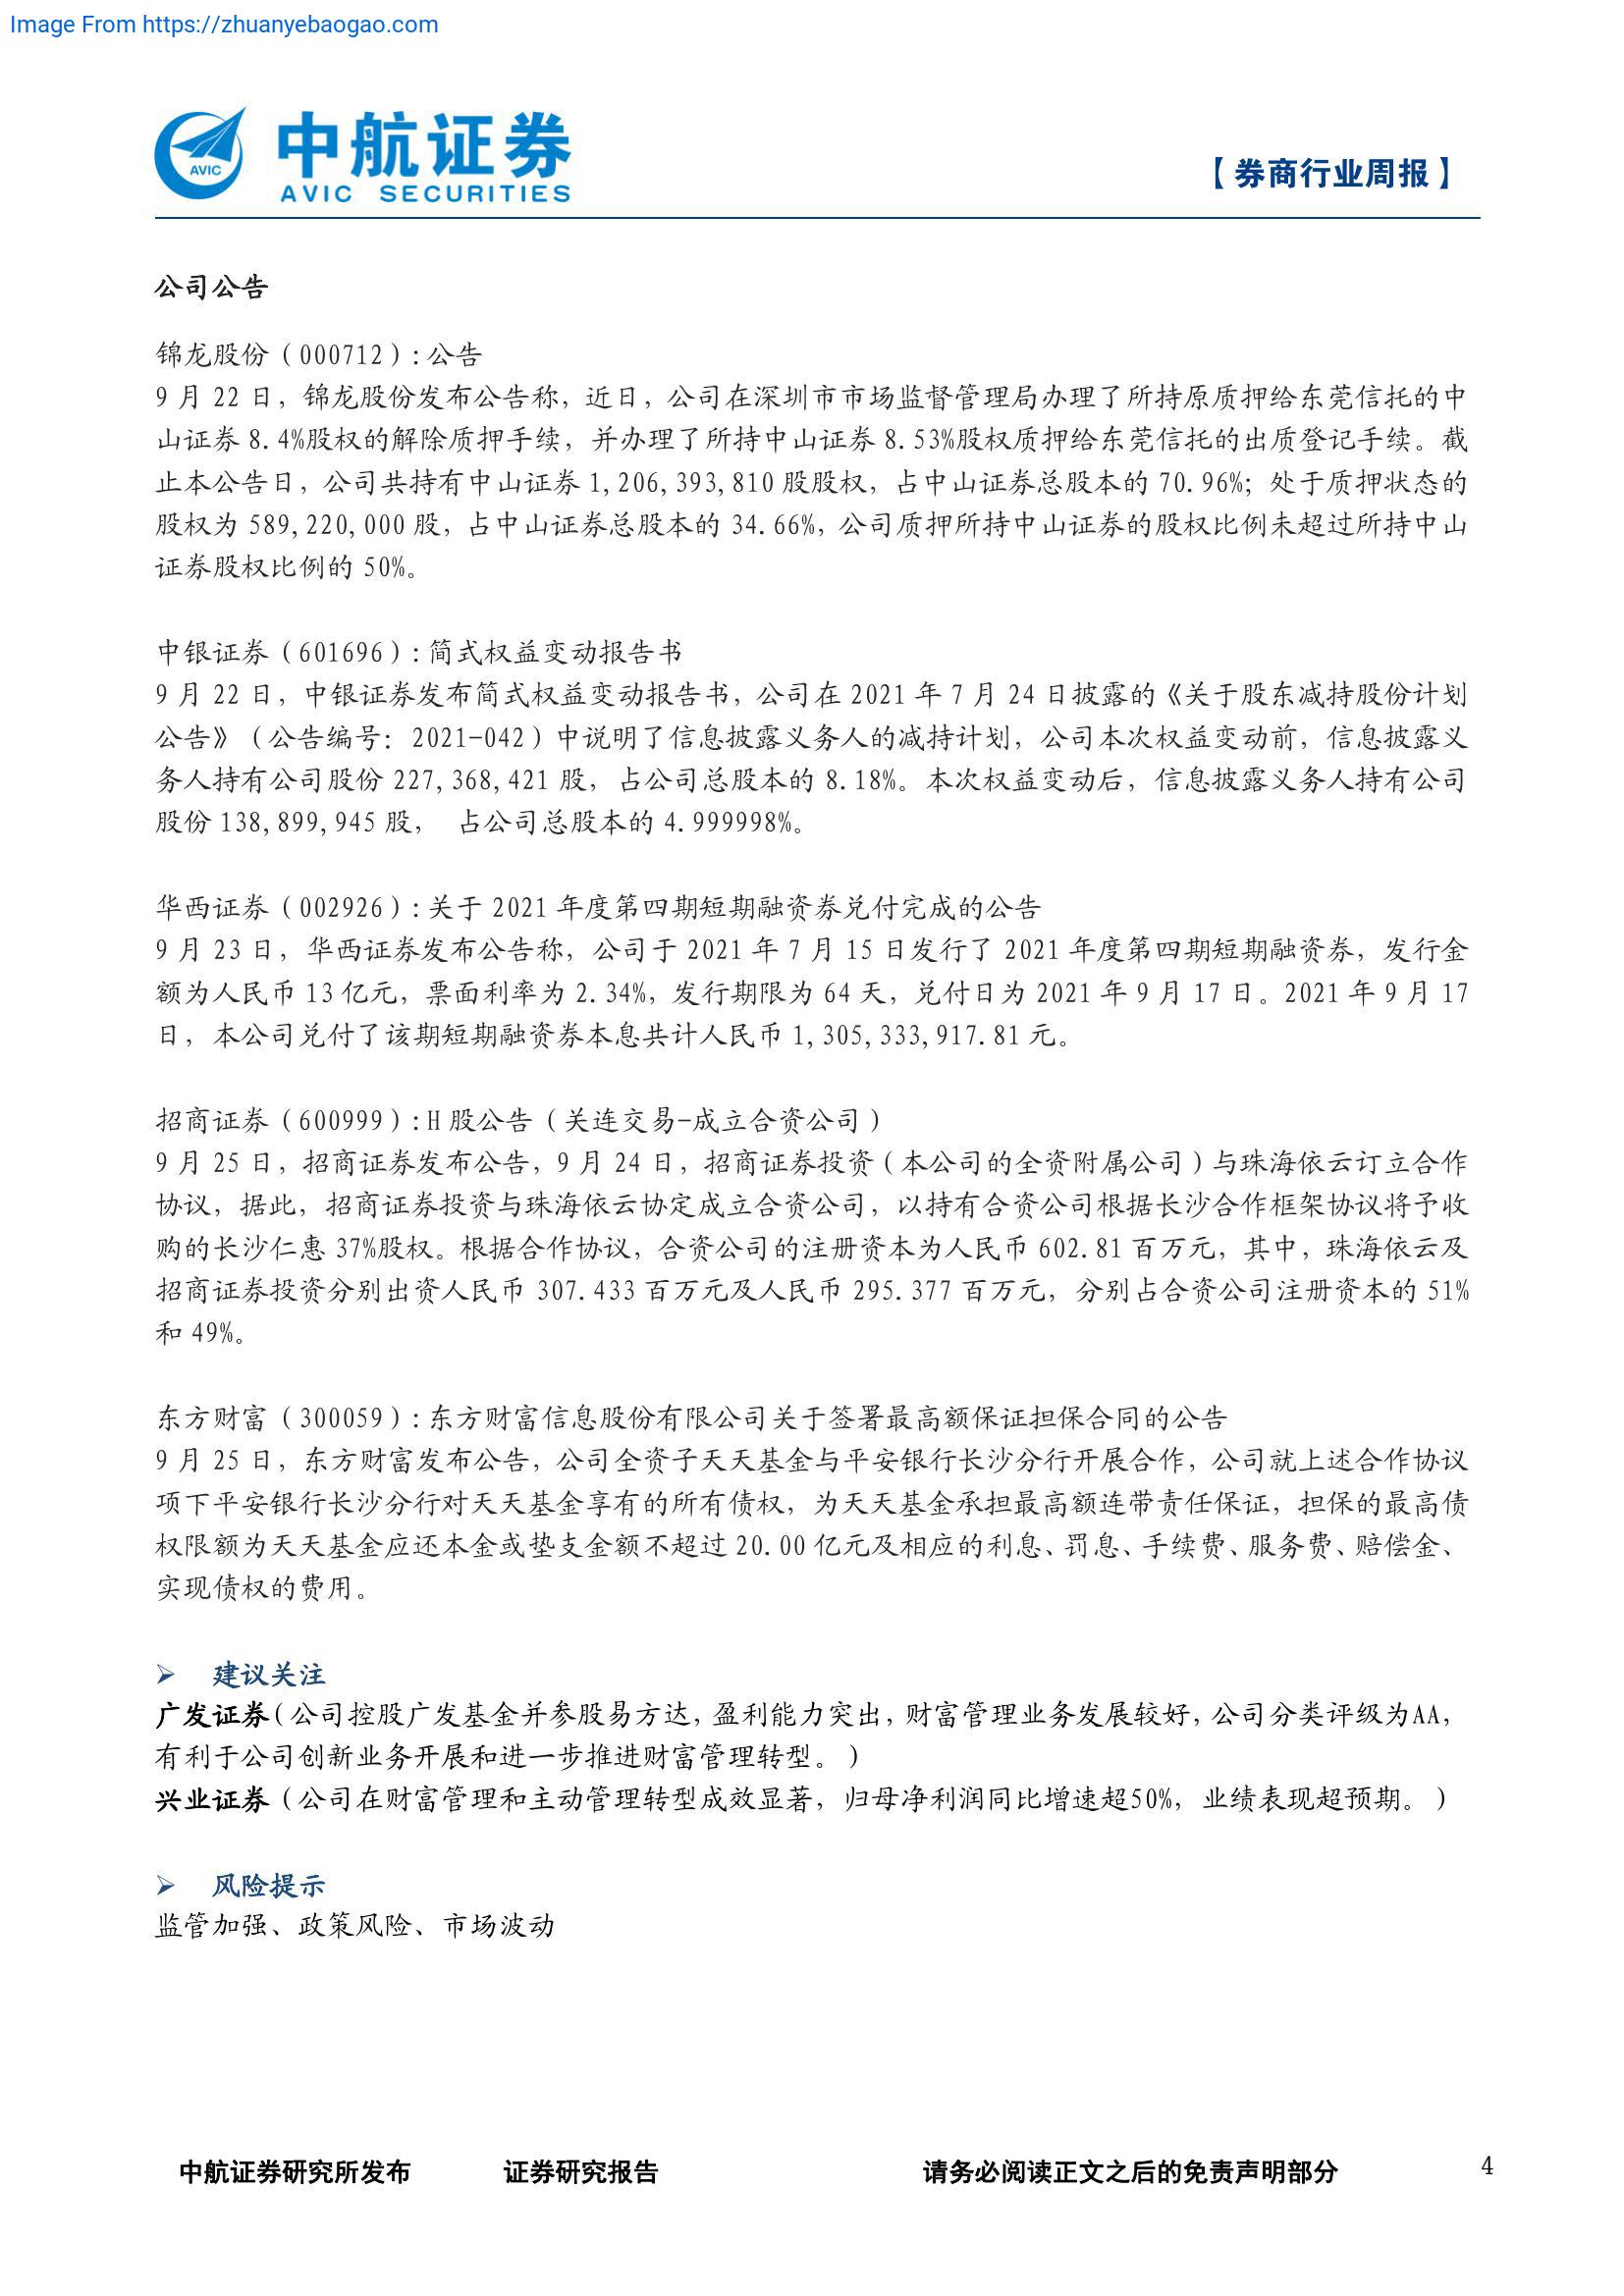 Image From https://zhuanyebaogao.com
AVIC
中航证券
AVIC SECURITIES
【券商行业周报】
公司公告
锦龙股份（000712）:公告
9 月 22 日，锦龙股份发布公告称，近日，公司在深圳市市场监督管理局办理了所持原质押给东莞信托的中
山证券 8.4%股权的解除质押手续，并办理了所持中山证券 8.53%股权质押给东莞信托的出质登记手续。截
止本公告日，公司共持有中山证券 1,206,393,810 股股权，占中山证券总股本的 70.96%；处于质押状态的
股权为 589,220,000 股，占中山证券总股本的 34.66%，公司质押所持中山证券的股权比例未超过所持中山
证券股权比例的 50%。
中银证券（601696）:简式权益变动报告书
9 月 22 日，中银证券发布简式权益变动报告书，公司在 2021 年 7 月 24 日披露的《关于股东减持股份计划
公告》（公告编号：2021-042）中说明了信息披露义务人的减持计划，公司本次权益变动前，信息披露义
务人持有公司股份 227,368,421 股，占公司总股本的 8.18%。本次权益变动后，信息披露义务人持有公司
股份 138,899,945 股， 占公司总股本的 4.999998%。
华西证券（002926）:关于 2021 年度第四期短期融资券兑付完成的公告
9 月 23 日，华西证券发布公告称，公司于 2021 年 7 月 15 日发行了 2021 年度第四期短期融资券，发行金
额为人民币 13 亿元，票面利率为 2.34%，发行期限为 64 天，兑付日为 2021 年 9 月 17 日。2021 年 9 月 17
日，本公司兑付了该期短期融资券本息共计人民币 1,305,333,917.81 元。
招商证券（600999）:H 股公告（关连交易-成立合资公司）
9 月 25 日，招商证券发布公告，9 月 24 日，招商证券投资（本公司的全资附属公司）与珠海依云订立合作
协议，据此，招商证券投资与珠海依云协定成立合资公司，以持有合资公司根据长沙合作框架协议将予收
购的长沙仁惠 37%股权。根据合作协议，合资公司的注册资本为人民币 602.81 百万元，其中，珠海依云及
招商证券投资分别出资人民币 307.433 百万元及人民币 295.377 百万元，分别占合资公司注册资本的 51%
和 49%。
东方财富（300059）:东方财富信息股份有限公司关于签署最高额保证担保合同的公告
9 月 25 日，东方财富发布公告，公司全资子天天基金与平安银行长沙分行开展合作，公司就上述合作协议
项下平安银行长沙分行对天天基金享有的所有债权，为天天基金承担最高额连带责任保证，担保的最高债
权限额为天天基金应还本金或垫支金额不超过 20.00 亿元及相应的利息、罚息、手续费、服务费、赔偿金、
实现债权的费用。
➢ 建议关注
广发证券（公司控股广发基金并参股易方达，盈利能力突出，财富管理业务发展较好，公司分类评级为AA，
有利于公司创新业务开展和进一步推进财富管理转型。）
兴业证券（公司在财富管理和主动管理转型成效显著，归母净利润同比增速超50%，业绩表现超预期。）
➢ 风险提示
监管加强、政策风险、市场波动
中航证券研究所发布 证券研究报告 请务必阅读正文之后的免责声明部分 4